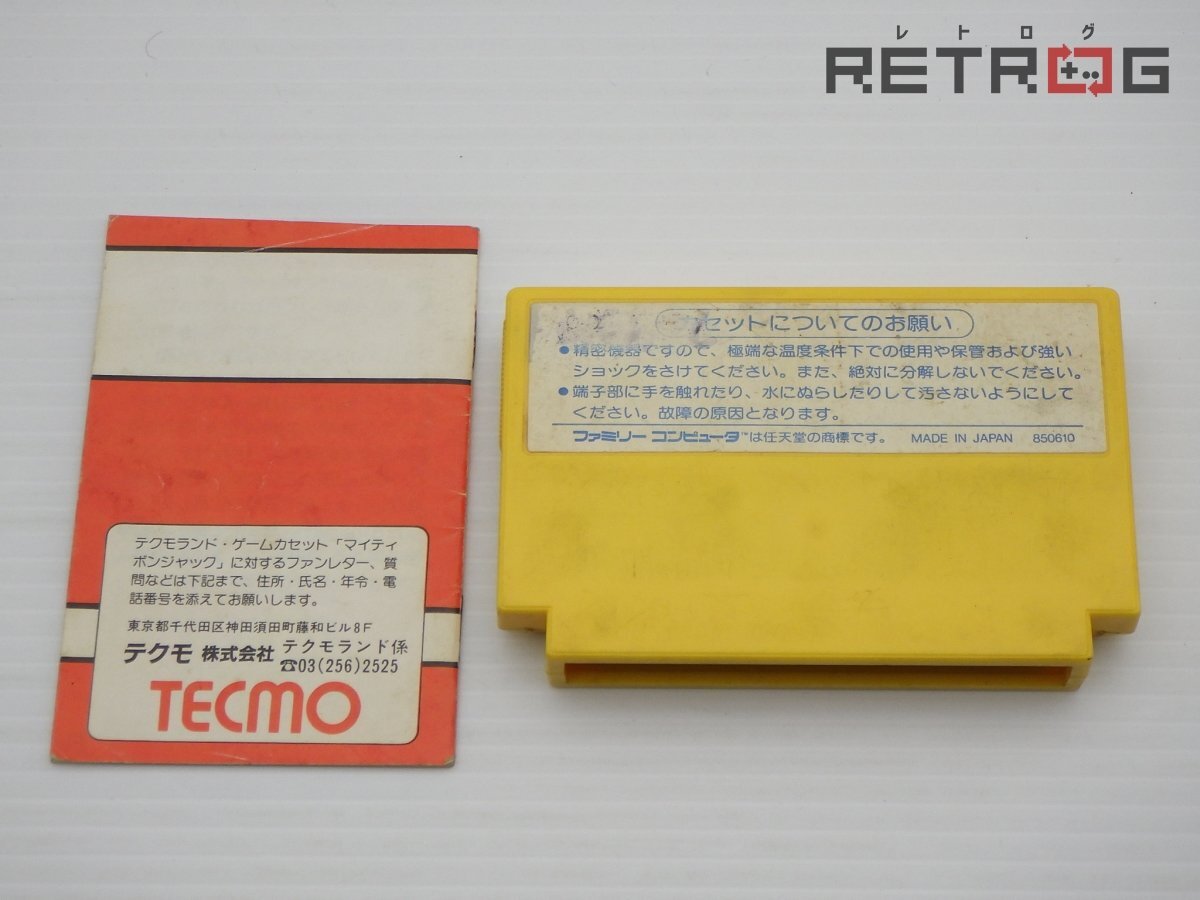 レトログ
RETROG
テクモランド・ゲームカセット「マイティ
ボンジャック」に対するファンレター、質
問などは下記まで、住所・氏名・年令・電
話番号を添えてお願いします。
東京都千代田区神田須田町藤和ビル8F
テクモ 株式会社 テクモランド係
☎03(256)2525
TECMO
カセットについてのお願い
●精密機器ですので、極端な温度条件下での使用や保管および強い
ショックをさけてください。また、絶対に分解しないでください。
●端子部に手を触れたり、水にぬらしたりして汚さないようにして
ください。故障の原因となります。
ファミリーコンピュータ™は任天堂の商標です。 MADE IN JAPAN 850610